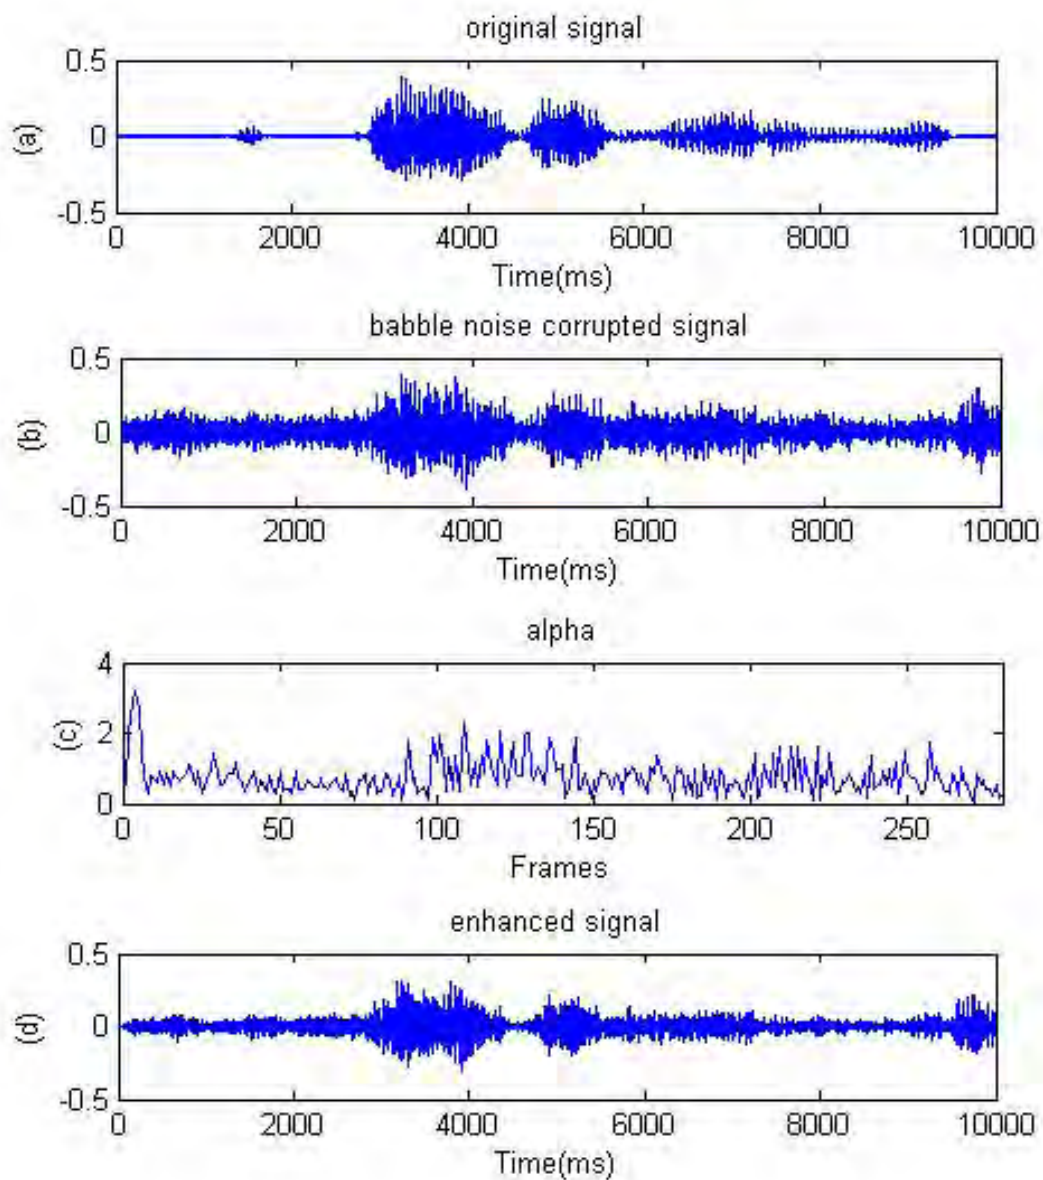 original signal
0.5
(a)
0
-0.5
0 2000 4000 6000 8000 10000
Time(ms)
babble noise corrupted signal
0.5
(b)
0
-0.5
0 2000 4000 6000 8000 10000
Time(ms)
alpha
4
(c)
2
0
0 50 100 150 200 250
Frames
enhanced signal
0.5
(d)
0
-0.5
0 2000 4000 6000 8000 10000
Time(ms)